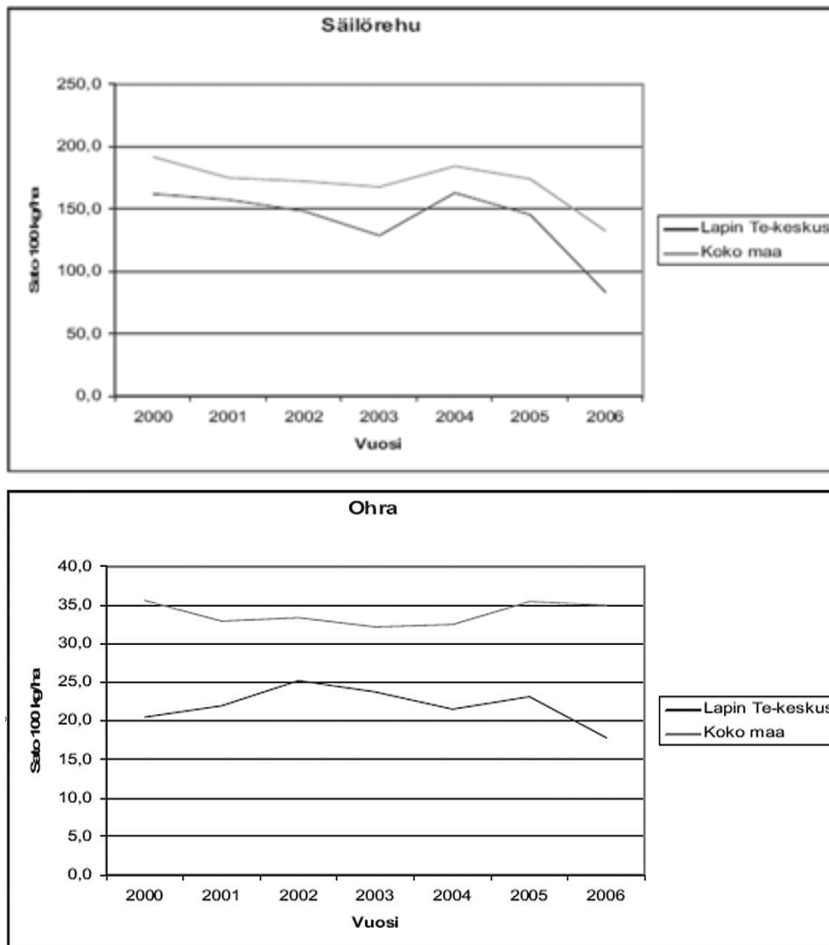 Säilörehu
250,0
200,0
150,0
100,0
50,0
0,0
Sato 100 kg/ha
2000 2001 2002 2003 2004 2005 2006
Vuosi
Lapin Te-keskus
Koko maa
Ohra
40,0
35,0
30,0
25,0
20,0
15,0
10,0
5,0
0,0
Sato 100 kg/ha
2000 2001 2002 2003 2004 2005 2006
Vuosi
Lapin Te-keskus
Koko maa